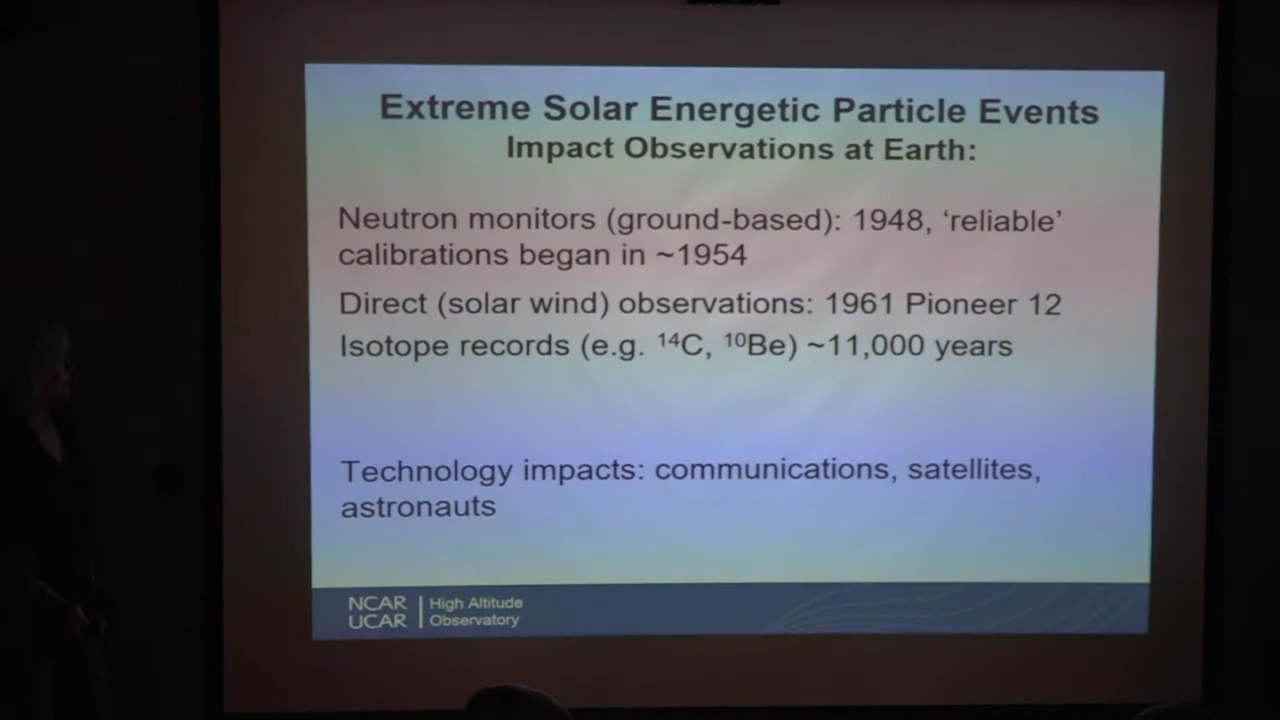 Extreme Solar Energetic Particle Events
Impact Observations at Earth:
Neutron monitors (ground-based): 1948, ‘reliable’
calibrations began in ~1954
Direct (solar wind) observations: 1961 Pioneer 12
Isotope records (e.g. ¹⁴C, ¹⁰Be) ~11,000 years
Technology impacts: communications, satellites,
astronauts
NCAR
UCAR
High Altitude
Observatory